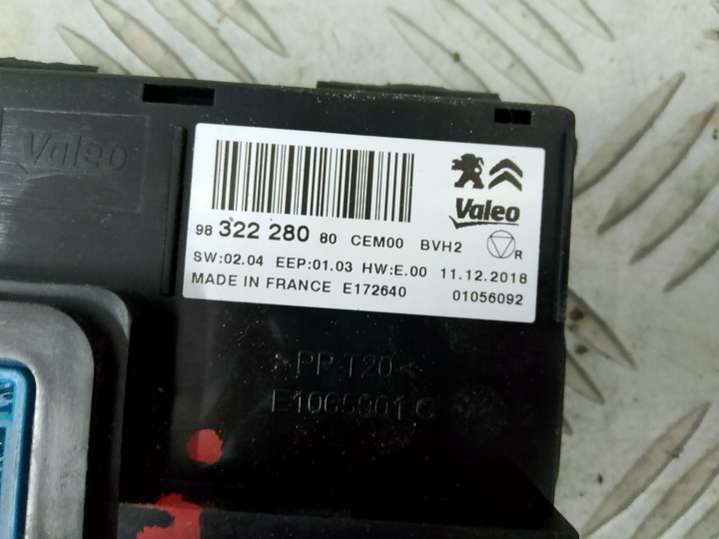 Valeo
Valeo
98 322 280 80 CEM00 BVH2 R
SW:02.04 EEP:01.03 HW:E.00 11.12.2018
MADE IN FRANCE E172640 01056092
>PP T20<
E1065901 C